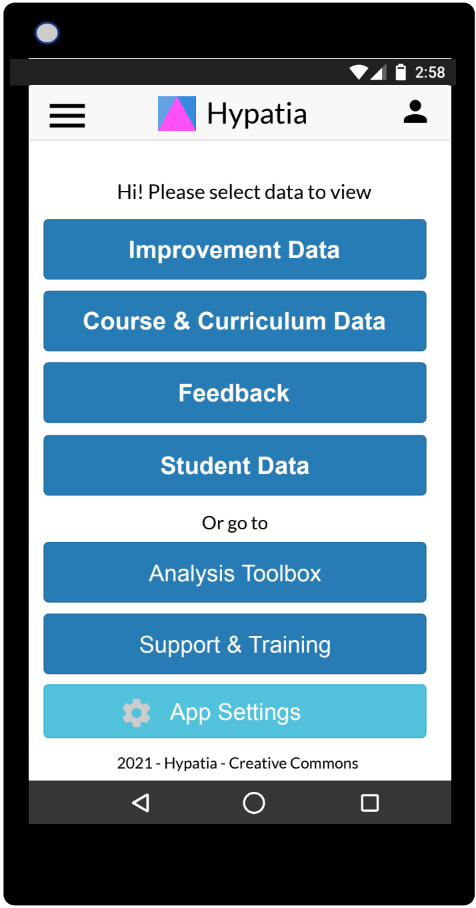 2:58
Hypatia
Hi! Please select data to view
Improvement Data
Course & Curriculum Data
Feedback
Student Data
Or go to
Analysis Toolbox
Support & Training
App Settings
2021 - Hypatia - Creative Commons